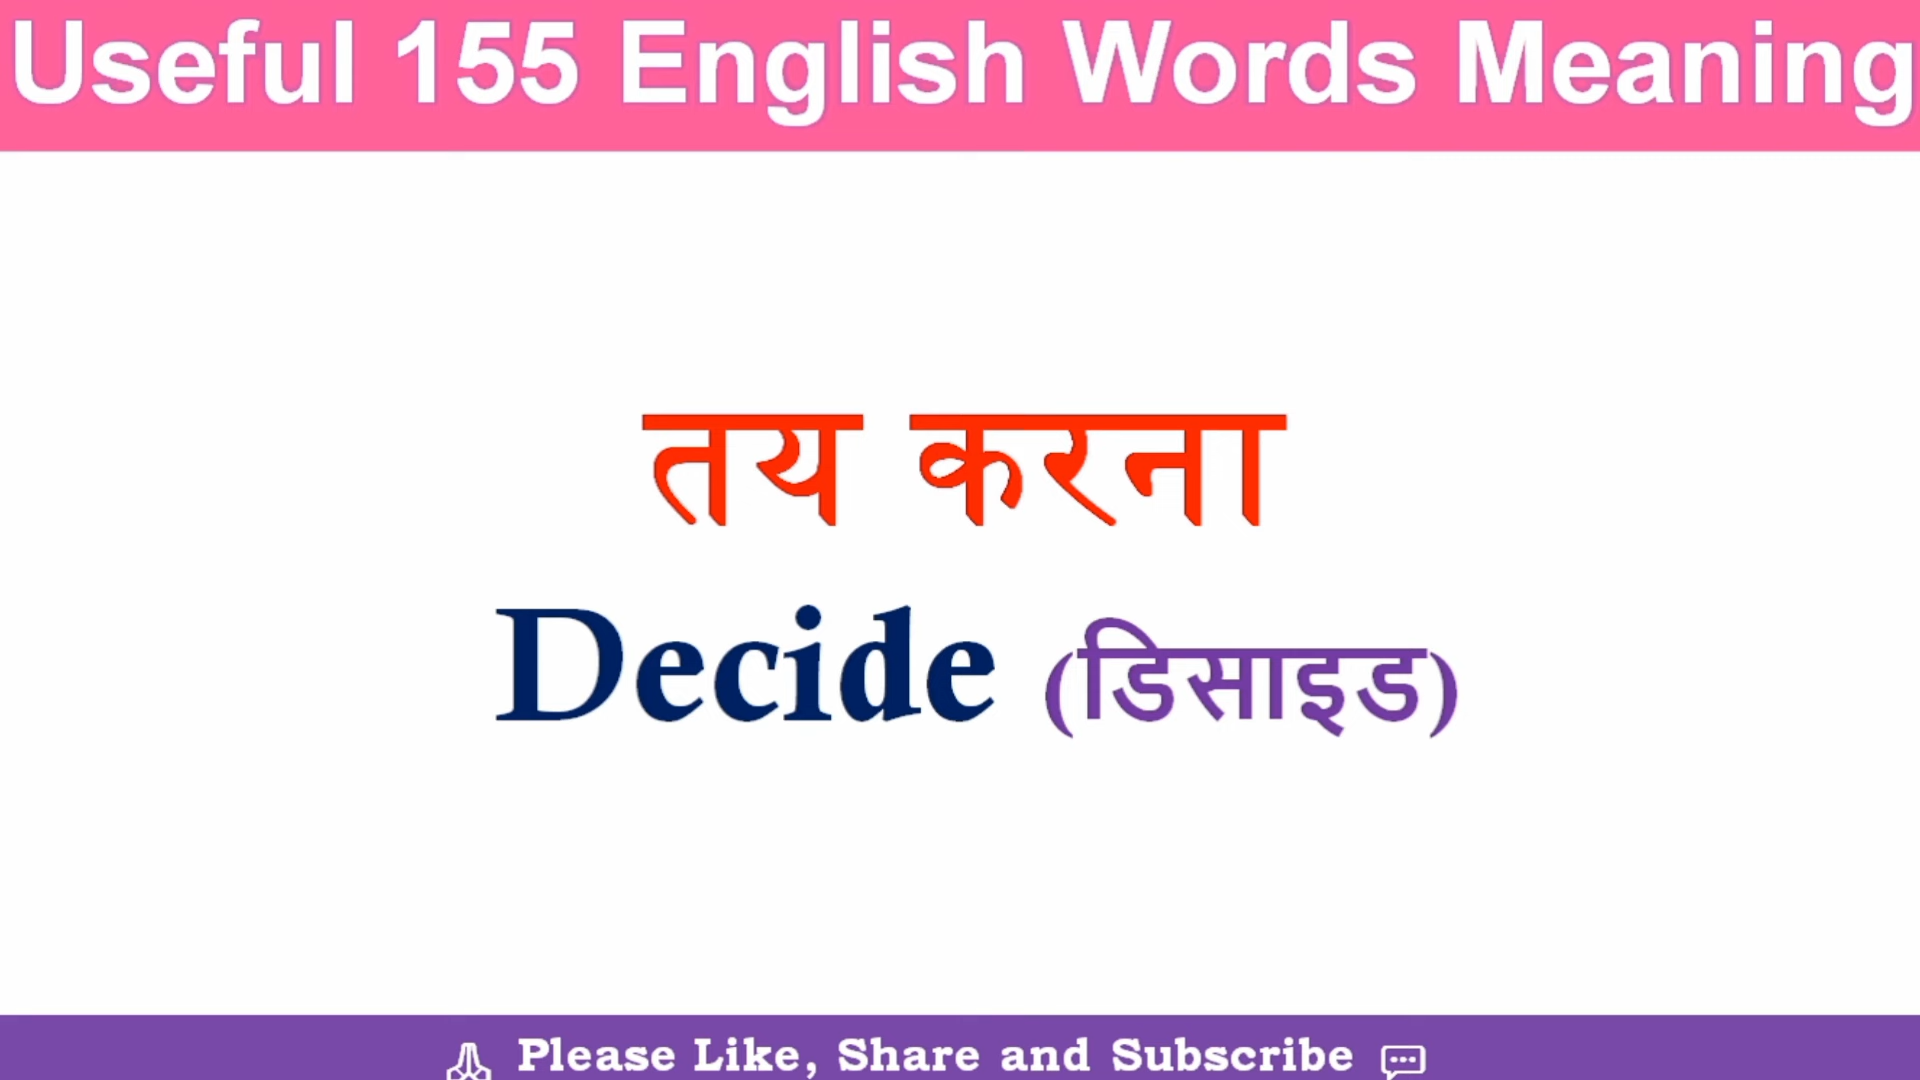 Useful 155 English Words Meaning
तय करना
Decide (डिसाइड)
Please Like, Share and Subscribe